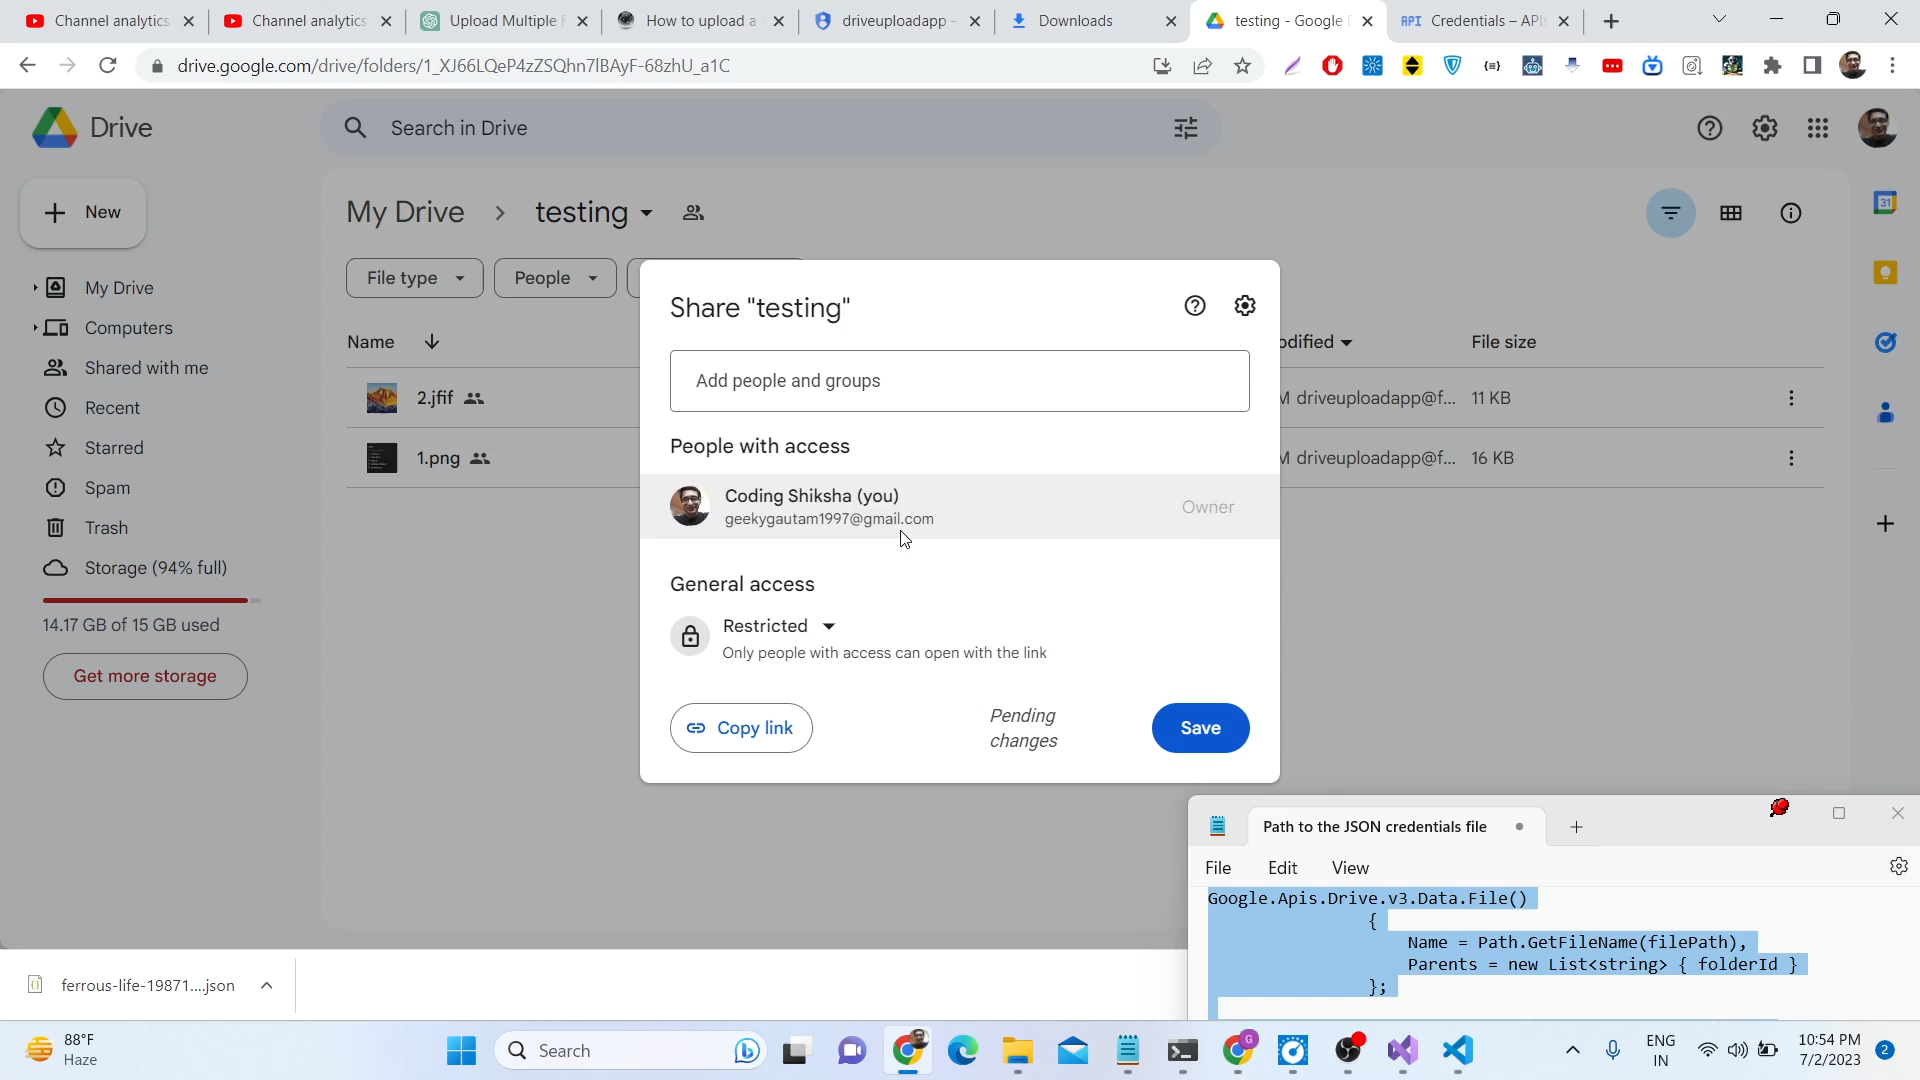 Channel analytics
Channel analytics
Upload Multiple F
How to upload a
driveuploadapp –
Downloads
testing - Google D
API Credentials – APIs
drive.google.com/drive/folders/1_XJ66LQeP4zZSQhn7lBAyF-68zhU_a1C
Drive
Search in Drive
New
My Drive
Computers
Shared with me
Recent
Starred
Spam
Trash
Storage (94% full)
14.17 GB of 15 GB used
Get more storage
My Drive > testing
File type
People
Name
odified
File size
2.jfif
M driveuploadapp@f... 11 KB
1.png
M driveuploadapp@f... 16 KB
31
Share "testing"
Add people and groups
People with access
Coding Shiksha (you)
geekygautam1997@gmail.com
Owner
General access
Restricted
Only people with access can open with the link
Copy link
Pending
changes
Save
Path to the JSON credentials file
File Edit View
Google.Apis.Drive.v3.Data.File()
{
Name = Path.GetFileName(filePath),
Parents = new List<string> { folderId }
};
ferrous-life-19871....json
88°F
Haze
Search
G
ENG
IN
10:54 PM
7/2/2023
2